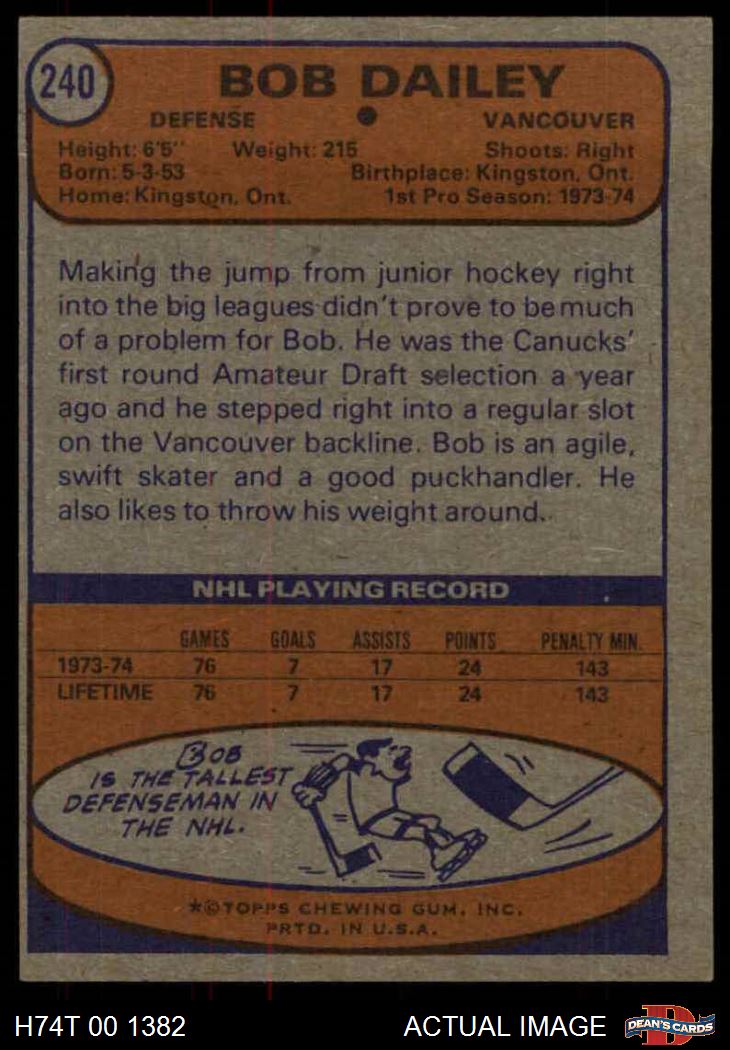 240
BOB DAILEY
DEFENSE
VANCOUVER
Height: 6'5" Weight: 215 Shoots: Right
Born: 5-3-53 Birthplace: Kingston, Ont.
Home: Kingston, Ont. 1st Pro Season: 1973-74
Making the jump from junior hockey right
into the big leagues didn't prove to be much
of a problem for Bob. He was the Canucks'
first round Amateur Draft selection a year
ago and he stepped right into a regular slot
on the Vancouver backline. Bob is an agile,
swift skater and a good puckhandler. He
also likes to throw his weight around.
NHL PLAYING RECORD
GAMES GOALS ASSISTS POINTS PENALTY MIN.
1973-74 76 7 17 24 143
LIFETIME 76 7 17 24 143
BOB
IS THE TALLEST
DEFENSEMAN IN
THE NHL.
*©TOPPS CHEWING GUM, INC.
PRTD. IN U.S.A.
H74T 00 1382 ACTUAL IMAGE
D
DEAN'S CARDS